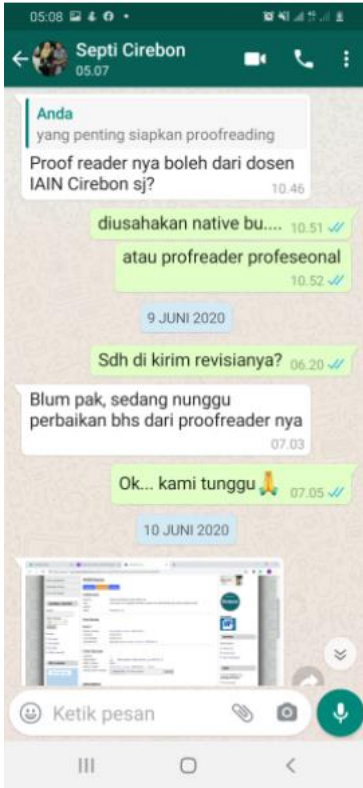 05:08
Septi Cirebon
05.07
Anda
yang penting siapkan proofreading
Proof reader nya boleh dari dosen
IAIN Cirebon sj?
10.46
diusahakan native bu.... 10.51
atau profreader profeseonal
10.52
9 JUNI 2020
Sdh di kirim revisianya? 06.20
Blum pak, sedang nunggu
perbaikan bhs dari proofreader nya
07.03
Ok... kami tunggu🙏 07.05
10 JUNI 2020
Ketik pesan